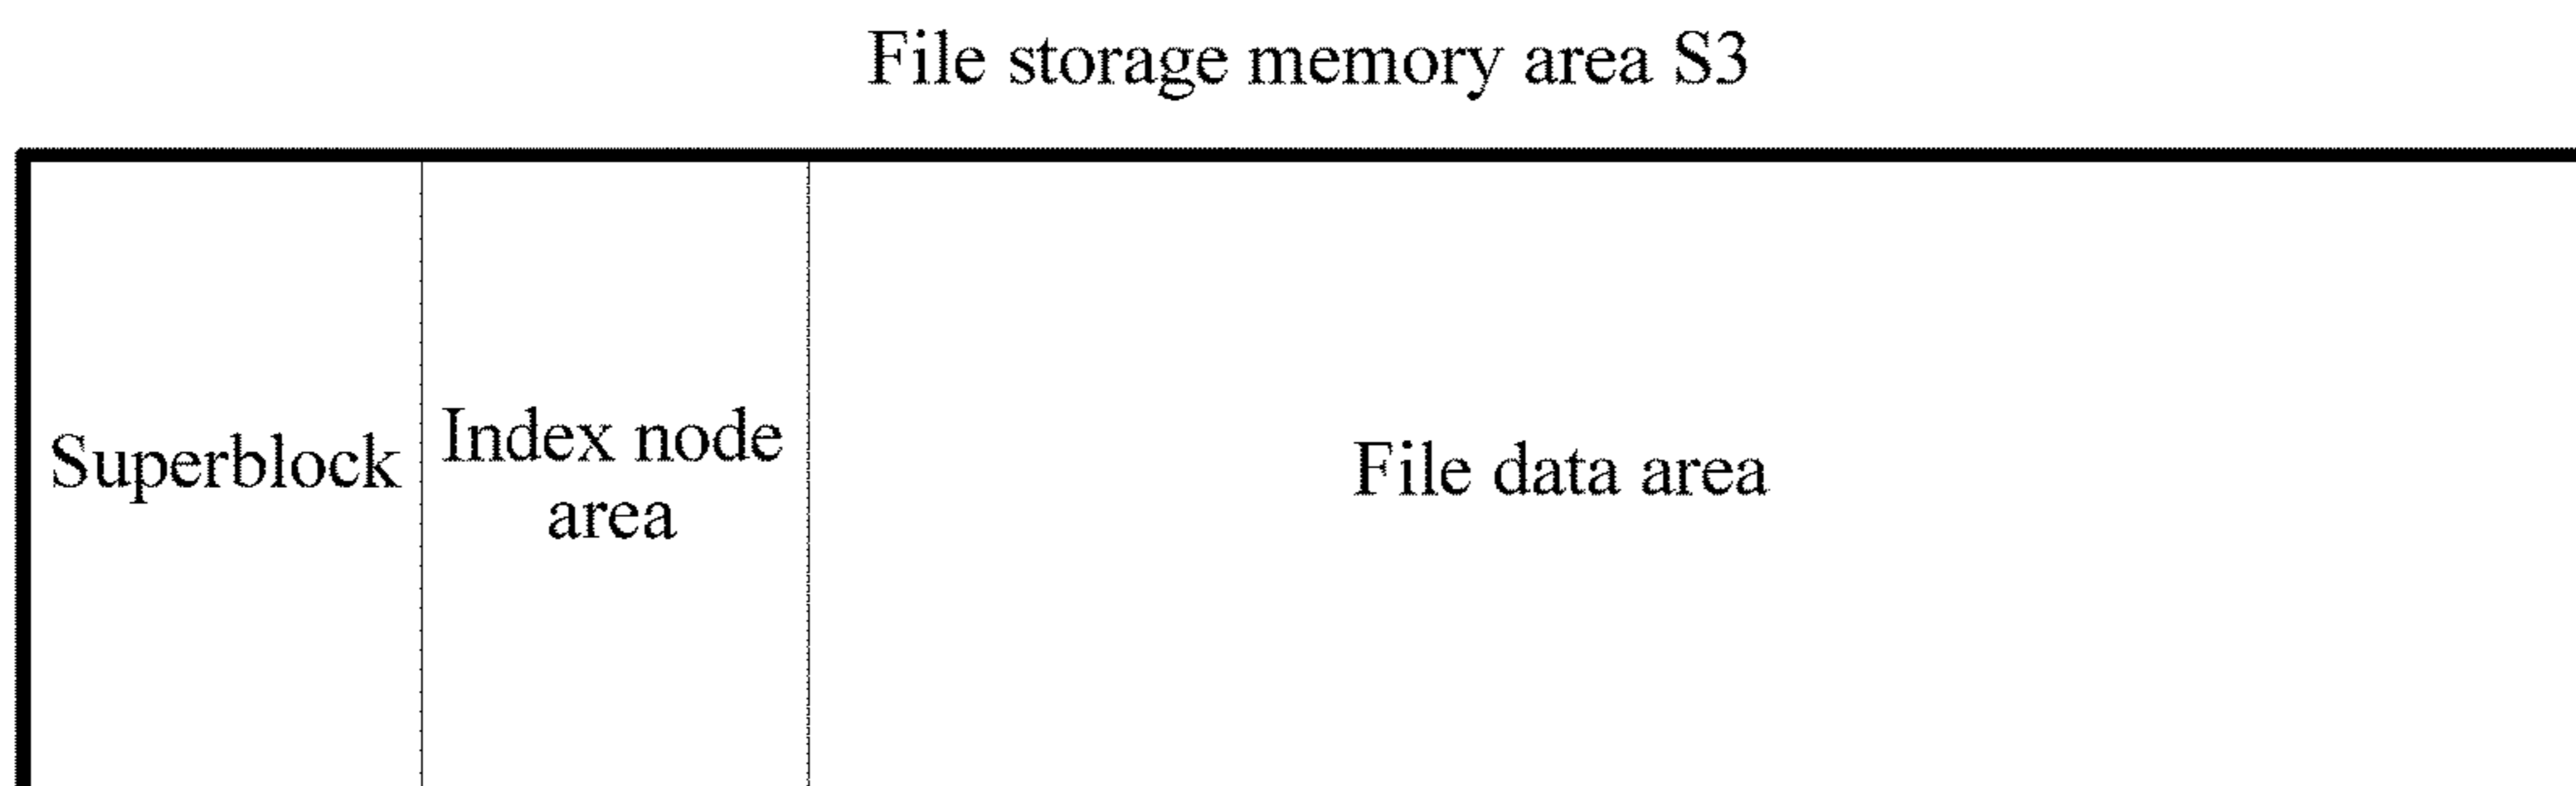 File storage memory area S3
Superblock
Index node
area
File data area